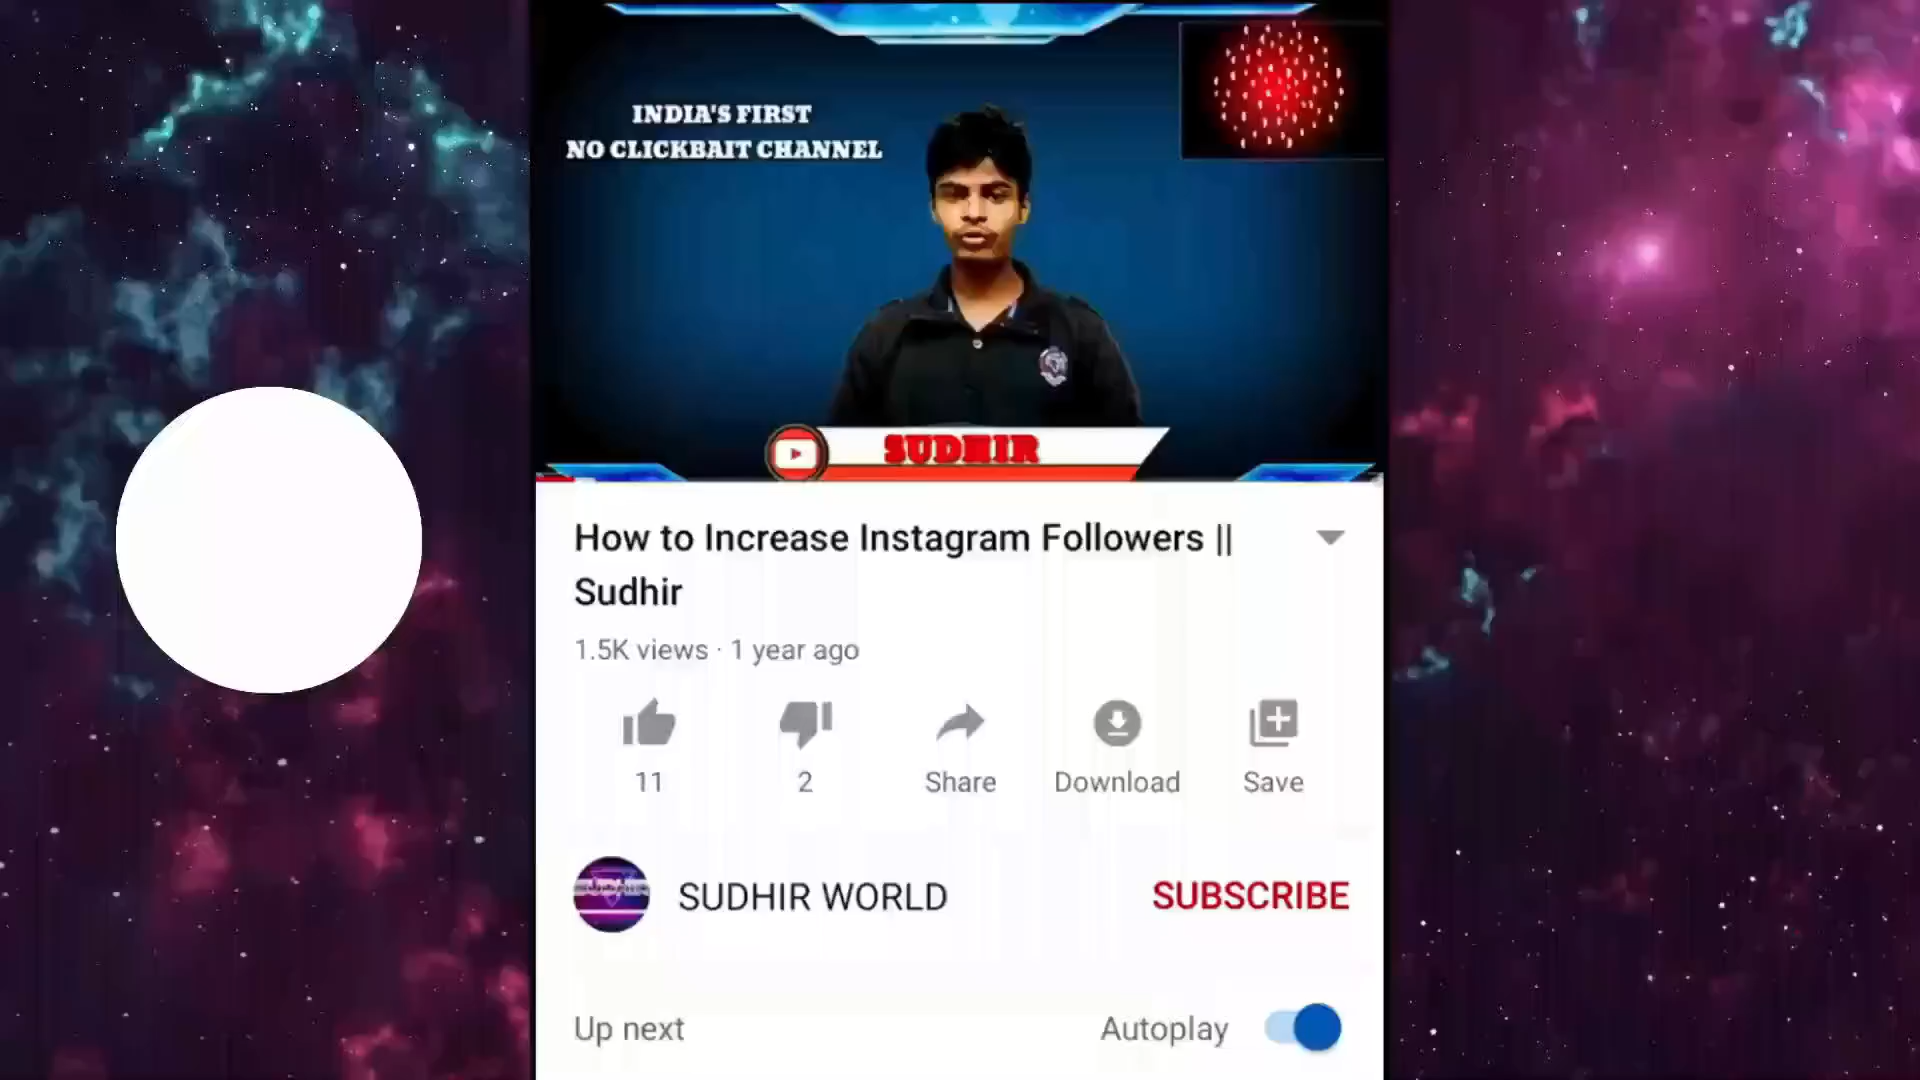 INDIA'S FIRST
NO CLICKBAIT CHANNEL
SUDHIR
How to Increase Instagram Followers ||
Sudhir
1.5K views · 1 year ago
11
2
Share
Download
Save
SUDHIR WORLD
SUBSCRIBE
Up next
Autoplay